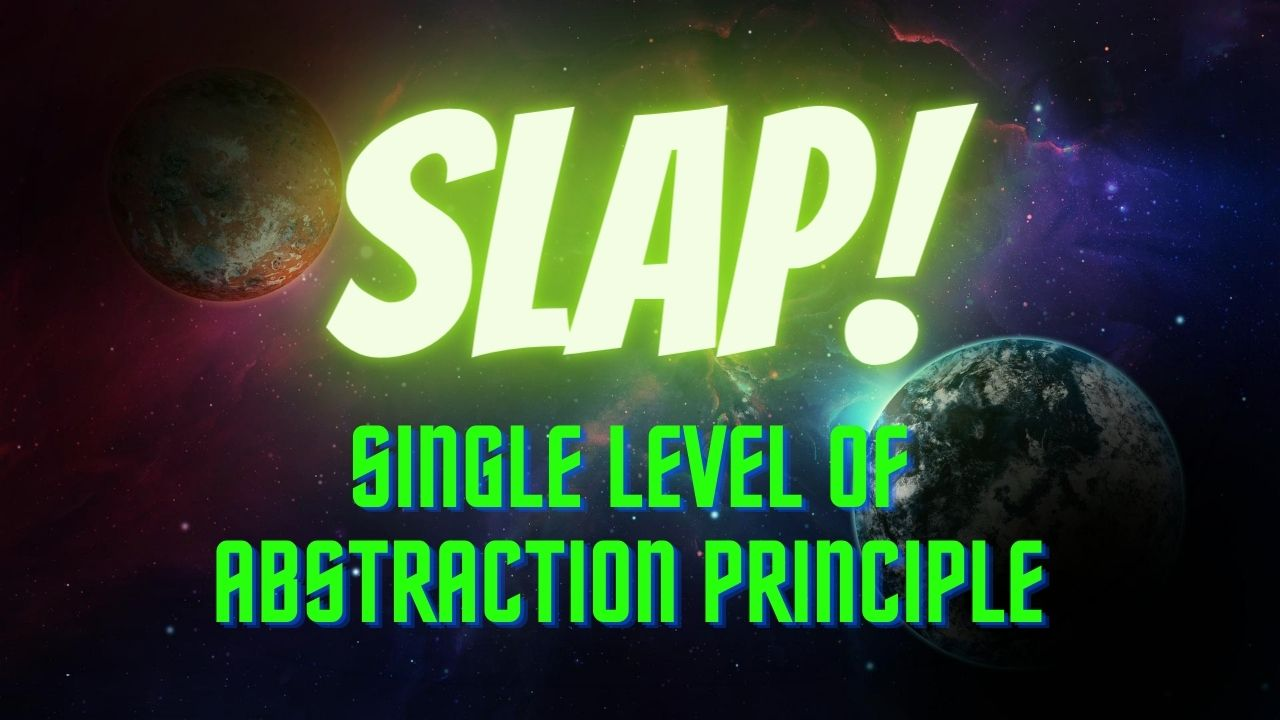 SLAP!
SINGLE LEVEL OF
ABSTRACTION PRINCIPLE